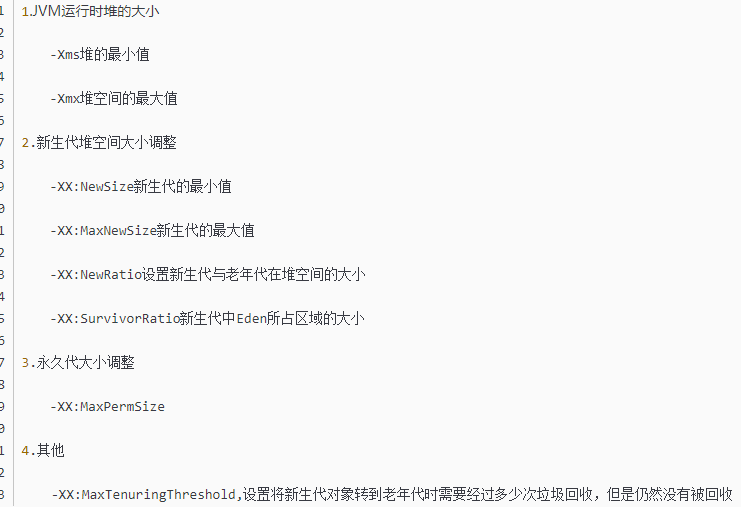 1
1.JVM运行时堆的大小
2
3
-Xms堆的最小值
4
5
-Xmx堆空间的最大值
6
7
2.新生代堆空间大小调整
8
9
-XX:NewSize新生代的最小值
0
1
-XX:MaxNewSize新生代的最大值
2
3
-XX:NewRatio设置新生代与老年代在堆空间的大小
4
5
-XX:SurvivorRatio新生代中Eden所占区域的大小
6
7
3.永久代大小调整
8
9
-XX:MaxPermSize
0
1
4.其他
2
3
-XX:MaxTenuringThreshold,设置将新生代对象转到老年代时需要经过多少次垃圾回收，但是仍然没有被回收